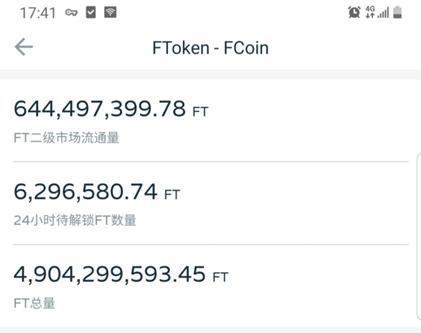 17:41
4G
FToken - FCoin
644,497,399.78 FT
FT二级市场流通量
6,296,580.74 FT
24小时待解锁FT数量
4,904,299,593.45 FT
FT总量